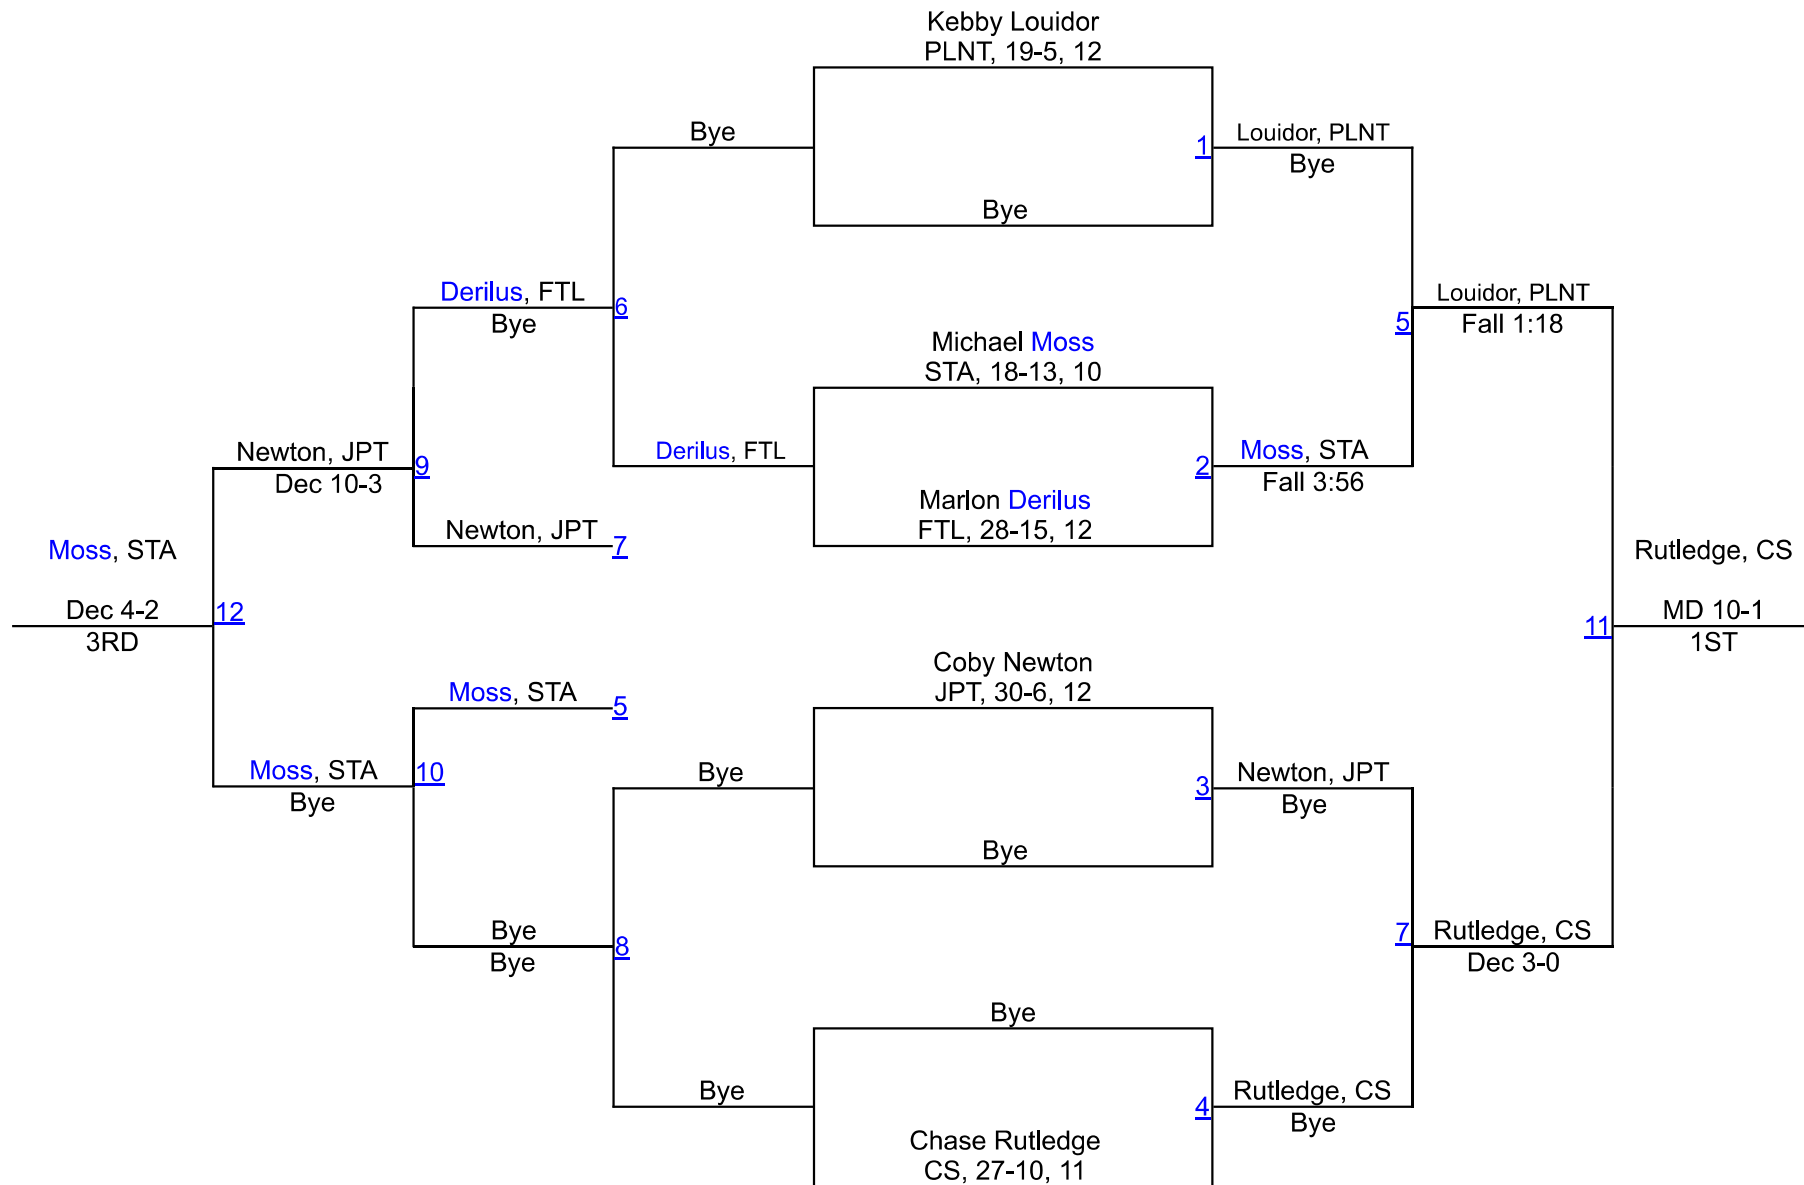 Kebby Louidor
PLNT, 19-5, 12
Bye
1
Louidor, PLNT
Bye
Bye
Derilus, FTL
Bye
6
Louidor, PLNT
Fall 1:18
5
Michael Moss
STA, 18-13, 10
Newton, JPT
Dec 10-3
9
Derilus, FTL
2
Moss, STA
Fall 3:56
Marlon Derilus
FTL, 28-15, 12
Newton, JPT
7
Moss, STA
Dec 4-2
3RD
12
Rutledge, CS
MD 10-1
1ST
11
Coby Newton
JPT, 30-6, 12
Moss, STA
5
Moss, STA
Bye
10
Bye
3
Newton, JPT
Bye
Bye
Bye
Bye
8
7
Rutledge, CS
Dec 3-0
Bye
Bye
4
Rutledge, CS
Bye
Chase Rutledge
CS, 27-10, 11